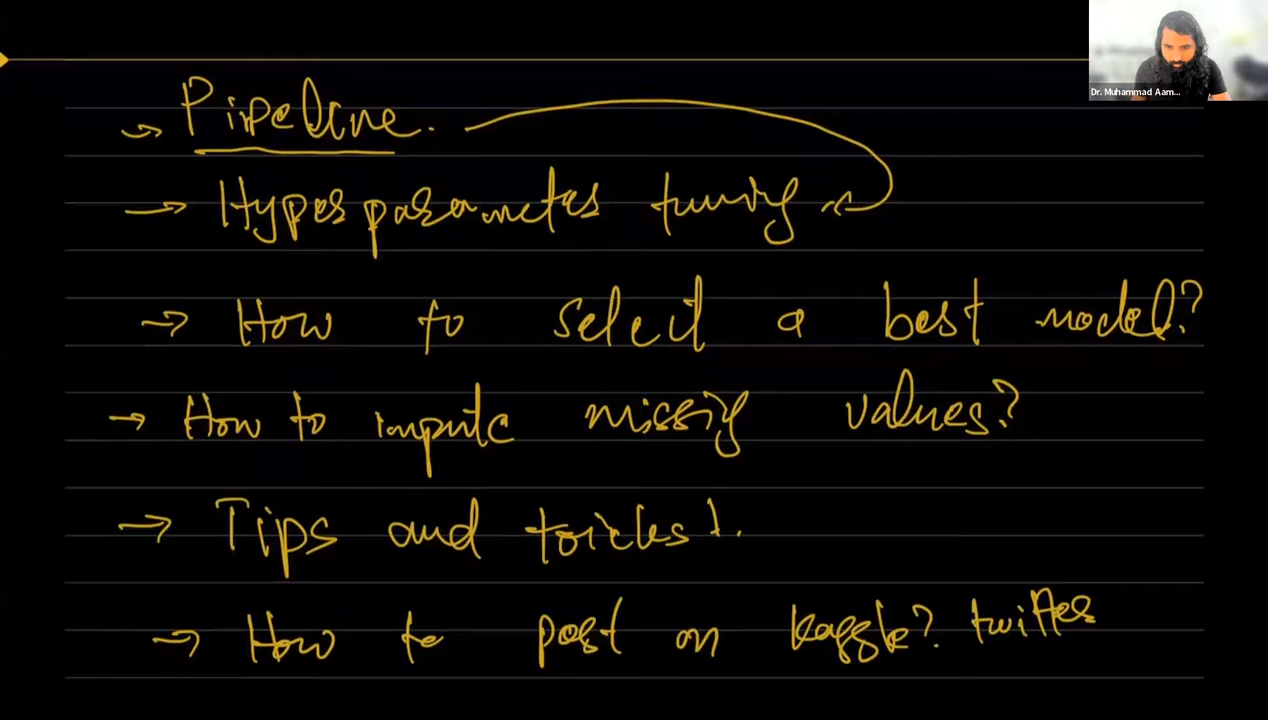 Dr. Muhammad Aam...
→ Pipeline.
→ Hyperparameter tuning
→ How to select a best model?
→ How to impute missing values?
→ Tips and tricks!.
→ How to post on kaggle? twitter